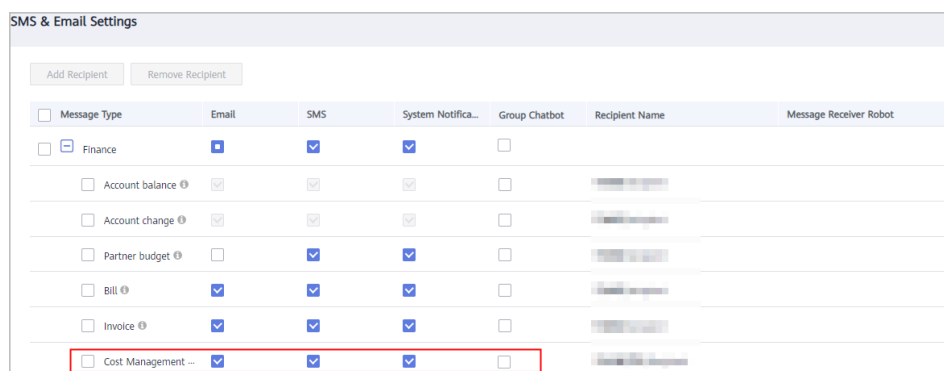 SMS & Email Settings
Add Recipient Remove Recipient
Message Type Email SMS System Notifica... Group Chatbot Recipient Name Message Receiver Robot
Finance
Account balance
Account change
Partner budget
Bill
Invoice
Cost Management ...